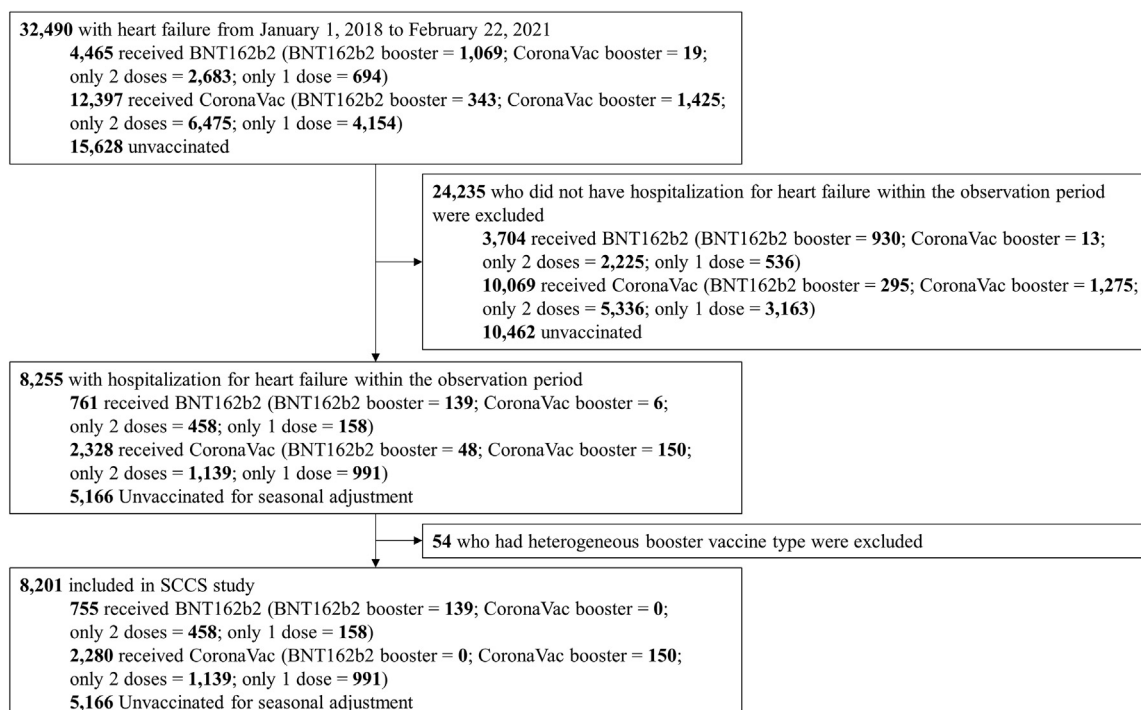 32,490 with heart failure from January 1, 2018 to February 22, 2021
4,465 received BNT162b2 (BNT162b2 booster = 1,069; CoronaVac booster = 19;
only 2 doses = 2,683; only 1 dose = 694)
12,397 received CoronaVac (BNT162b2 booster = 343; CoronaVac booster = 1,425;
only 2 doses = 6,475; only 1 dose = 4,154)
15,628 unvaccinated
24,235 who did not have hospitalization for heart failure within the observation period
were excluded
3,704 received BNT162b2 (BNT162b2 booster = 930; CoronaVac booster = 13;
only 2 doses = 2,225; only 1 dose = 536)
10,069 received CoronaVac (BNT162b2 booster = 295; CoronaVac booster = 1,275;
only 2 doses = 5,336; only 1 dose = 3,163)
10,462 unvaccinated
8,255 with hospitalization for heart failure within the observation period
761 received BNT162b2 (BNT162b2 booster = 139; CoronaVac booster = 6;
only 2 doses = 458; only 1 dose = 158)
2,328 received CoronaVac (BNT162b2 booster = 48; CoronaVac booster = 150;
only 2 doses = 1,139; only 1 dose = 991)
5,166 Unvaccinated for seasonal adjustment
54 who had heterogeneous booster vaccine type were excluded
8,201 included in SCCS study
755 received BNT162b2 (BNT162b2 booster = 139; CoronaVac booster = 0;
only 2 doses = 458; only 1 dose = 158)
2,280 received CoronaVac (BNT162b2 booster = 0; CoronaVac booster = 150;
only 2 doses = 1,139; only 1 dose = 991)
5,166 Unvaccinated for seasonal adjustment